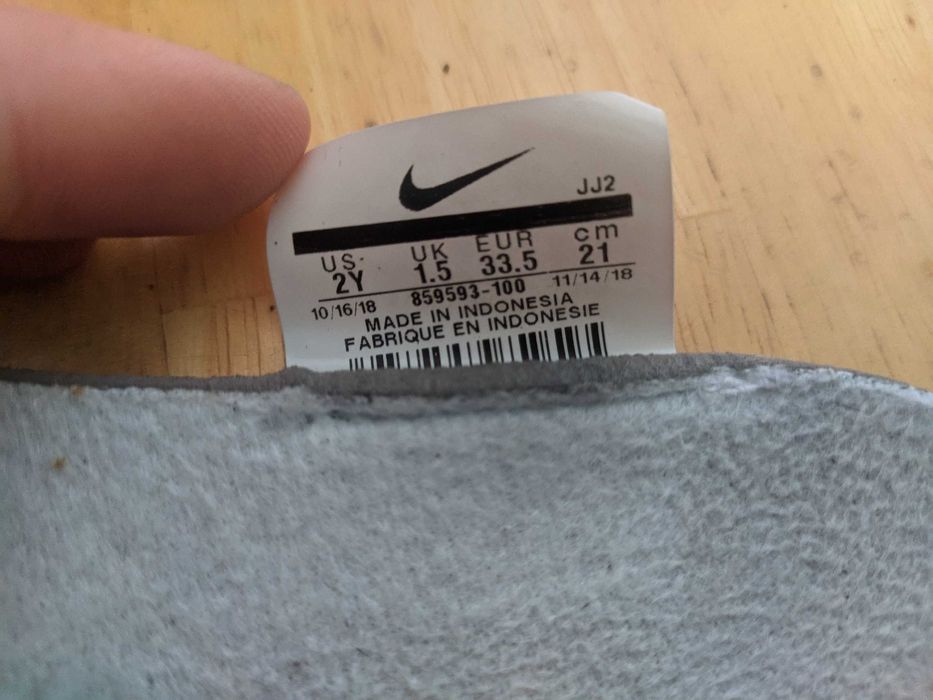 JJ2
US· UK EUR cm
2Y 1.5 33.5 21
10/16/18 859593-100 11/14/18
MADE IN INDONESIA
FABRIQUE EN INDONESIE